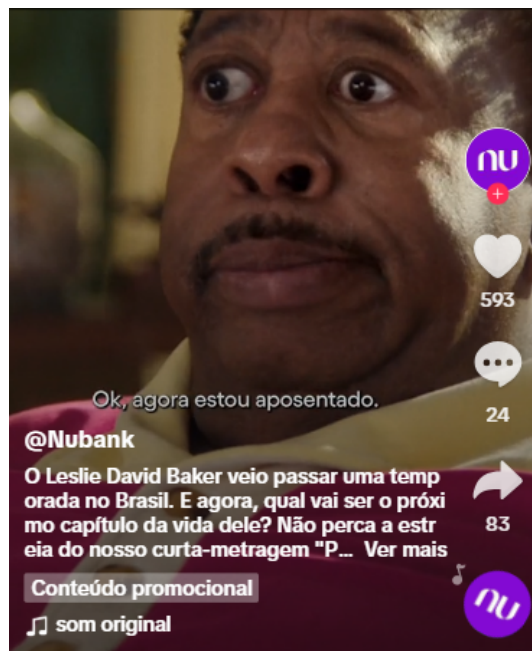 nu
593
24
Ok, agora estou aposentado.
@Nubank
O Leslie David Baker veio passar uma temp
orada no Brasil. E agora, qual vai ser o próxi
mo capítulo da vida dele? Não perca a estr
eia do nosso curta-metragem "P... Ver mais
83
Conteúdo promocional
som original
nu